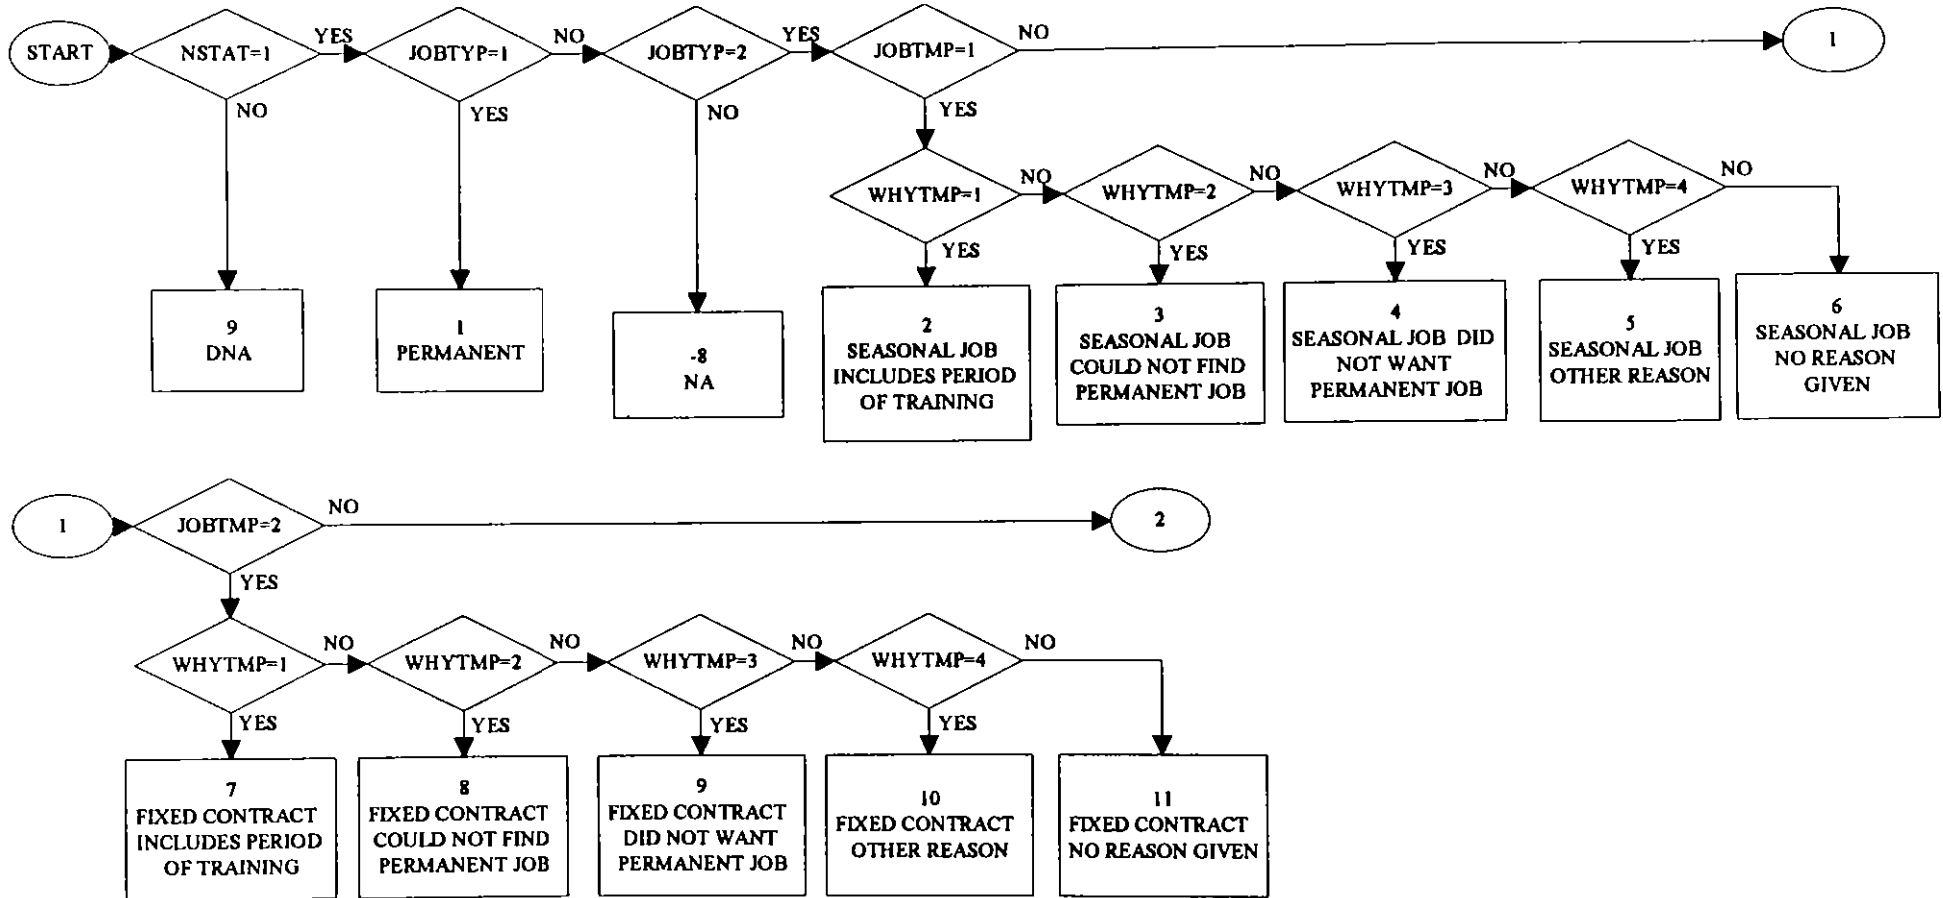 START
NSTAT=1
YES
JOBTYP=1
NO
JOBTYP=2
YES
JOBTMP=1
NO
1
NO
YES
NO
YES
WHYTMP=1
NO
WHYTMP=2
NO
WHYTMP=3
NO
WHYTMP=4
NO
YES
YES
YES
YES
9
DNA
1
PERMANENT
-8
NA
2
SEASONAL JOB
INCLUDES PERIOD
OF TRAINING
3
SEASONAL JOB
COULD NOT FIND
PERMANENT JOB
4
SEASONAL JOB DID
NOT WANT
PERMANENT JOB
5
SEASONAL JOB
OTHER REASON
6
SEASONAL JOB
NO REASON
GIVEN
1
JOBTMP=2
NO
2
YES
WHYTMP=1
NO
WHYTMP=2
NO
WHYTMP=3
NO
WHYTMP=4
NO
YES
YES
YES
YES
7
FIXED CONTRACT
INCLUDES PERIOD
OF TRAINING
8
FIXED CONTRACT
COULD NOT FIND
PERMANENT JOB
9
FIXED CONTRACT
DID NOT WANT
PERMANENT JOB
10
FIXED CONTRACT
OTHER REASON
11
FIXED CONTRACT
NO REASON GIVEN